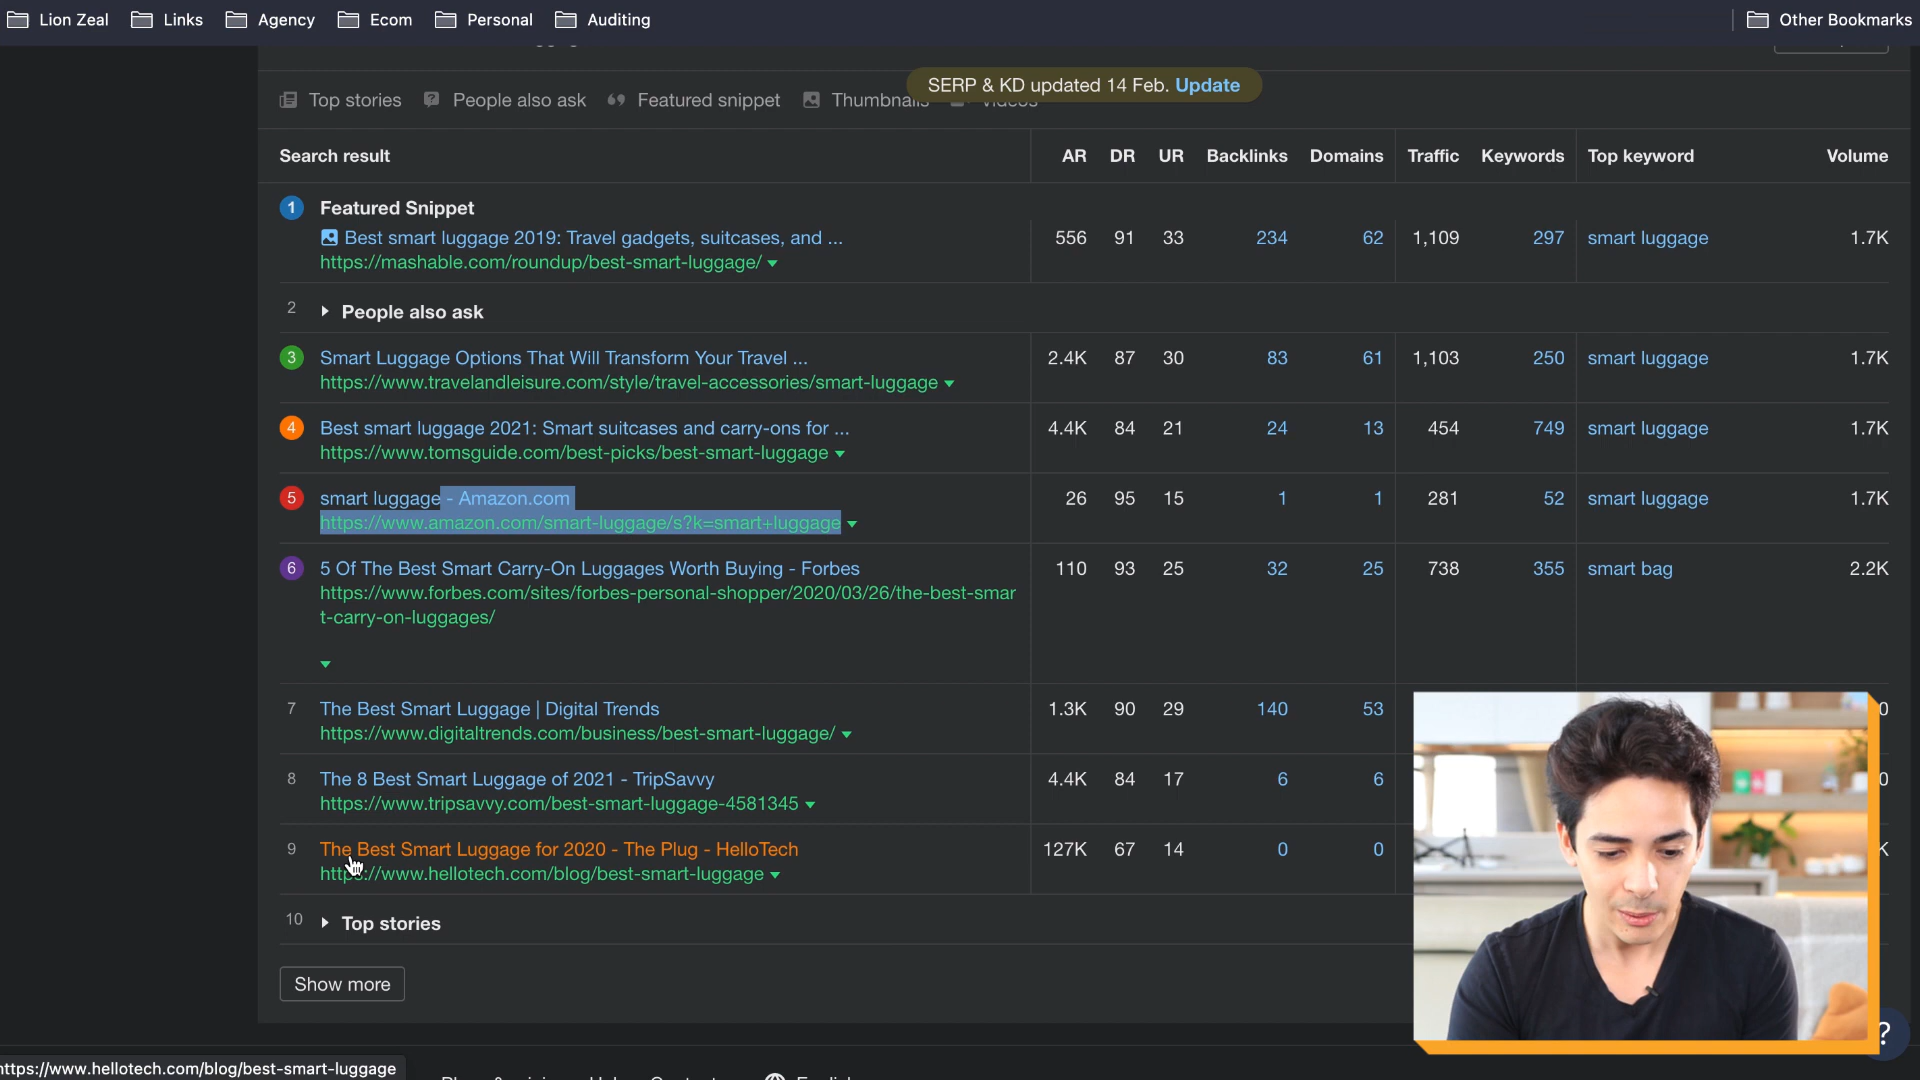 Lion Zeal Links Agency Ecom Personal Auditing Other Bookmarks
SERP & KD updated 14 Feb. Update
Top stories People also ask Featured snippet Thumbnails Videos
Search result AR DR UR Backlinks Domains Traffic Keywords Top keyword Volume
1 Featured Snippet
Best smart luggage 2019: Travel gadgets, suitcases, and ... 556 91 33 234 62 1,109 297 smart luggage 1.7K
https://mashable.com/roundup/best-smart-luggage/
2 People also ask
3 Smart Luggage Options That Will Transform Your Travel ... 2.4K 87 30 83 61 1,103 250 smart luggage 1.7K
https://www.travelandleisure.com/style/travel-accessories/smart-luggage
4 Best smart luggage 2021: Smart suitcases and carry-ons for ... 4.4K 84 21 24 13 454 749 smart luggage 1.7K
https://www.tomsguide.com/best-picks/best-smart-luggage
5 smart luggage - Amazon.com 26 95 15 1 1 281 52 smart luggage 1.7K
https://www.amazon.com/smart-luggage/s?k=smart+luggage
6 5 Of The Best Smart Carry-On Luggages Worth Buying - Forbes 110 93 25 32 25 738 355 smart bag 2.2K
https://www.forbes.com/sites/forbes-personal-shopper/2020/03/26/the-best-smar
t-carry-on-luggages/
7 The Best Smart Luggage | Digital Trends 1.3K 90 29 140 53 0
https://www.digitaltrends.com/business/best-smart-luggage/
8 The 8 Best Smart Luggage of 2021 - TripSavvy 4.4K 84 17 6 6 0
https://www.tripsavvy.com/best-smart-luggage-4581345
9 The Best Smart Luggage for 2020 - The Plug - HelloTech 127K 67 14 0 0 K
https://www.hellotech.com/blog/best-smart-luggage
10 Top stories
Show more
?
https://www.hellotech.com/blog/best-smart-luggage